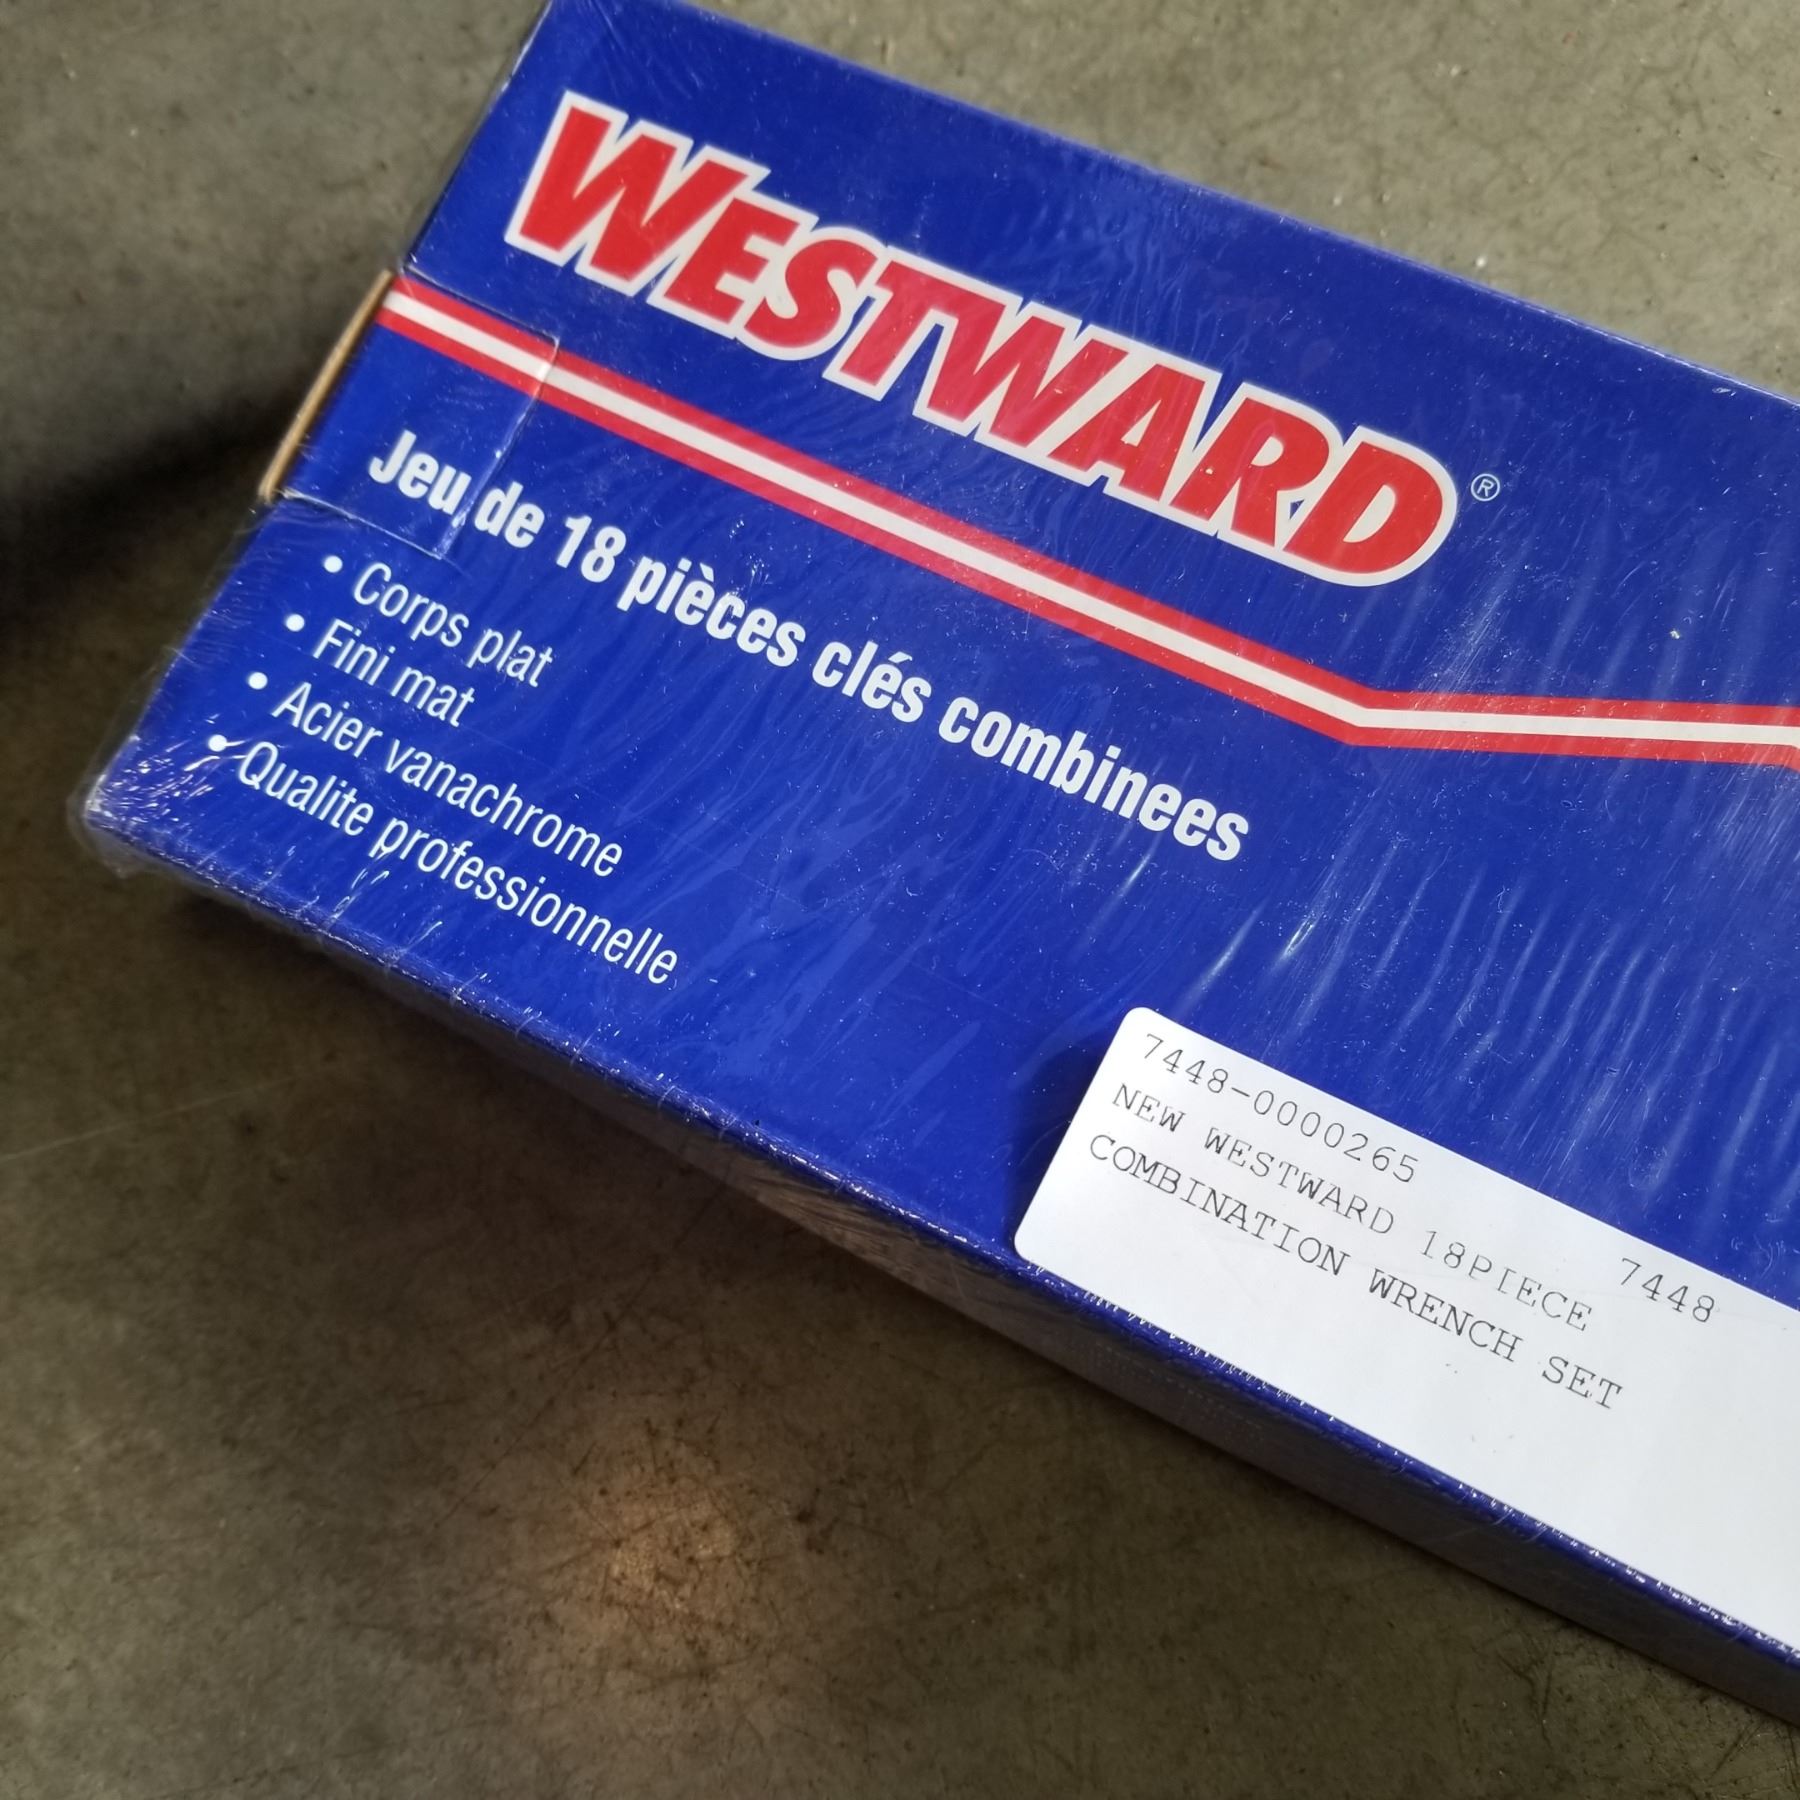 WESTWARD®
Jeu de 18 pièces clés combinees
• Corps plat
• Fini mat
• Acier vanachrome
• Qualite professionnelle
7448-0000265 7448
NEW WESTWARD 18PIECE
COMBINATION WRENCH SET